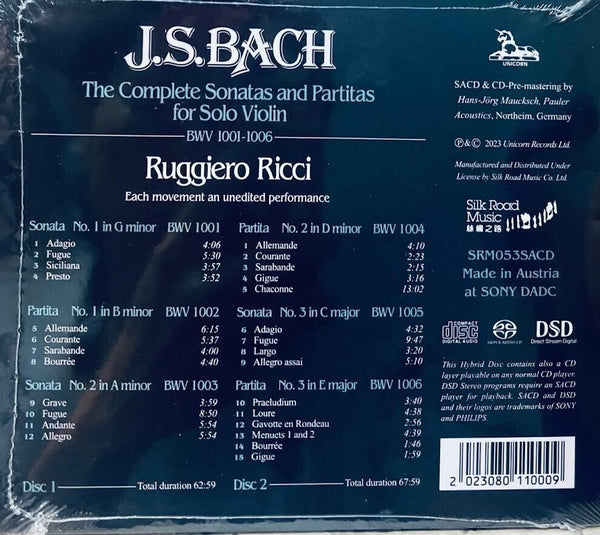 J.S.BACH
The Complete Sonatas and Partitas
for Solo Violin
BWV 1001-1006
Ruggiero Ricci
Each movement an unedited performance
Sonata No. 1 in G minor BWV 1001
1 Adagio 4:06
2 Fugue 5:30
3 Siciliana 3:57
4 Presto 3:52
Partita No. 1 in B minor BWV 1002
5 Allemande 6:15
6 Courante 5:37
7 Sarabande 4:00
8 Bourrée 4:40
Sonata No. 2 in A minor BWV 1003
9 Grave 3:59
10 Fugue 8:50
11 Andante 5:54
12 Allegro 5:54
Disc 1 Total duration 62:59
Partita No. 2 in D minor BWV 1004
1 Allemande 4:10
2 Courante 2:23
3 Sarabande 2:15
4 Gigue 3:16
5 Chaconne 13:02
Sonata No. 3 in C major BWV 1005
6 Adagio 4:32
7 Fugue 9:47
8 Largo 3:20
9 Allegro assai 5:10
Partita No. 3 in E major BWV 1006
10 Praeludium 3:40
11 Loure 4:38
12 Gavotte en Rondeau 2:56
13 Menuets 1 and 2 4:39
14 Bourrée 1:46
15 Gigue 1:59
Disc 2 Total duration 67:59
UNICORN
SACD & CD-Pre-mastering by
Hans-Jörg Maucksch, Pauler
Acoustics, Northeim, Germany
℗&© 2023 Unicorn Records Ltd.
Manufactured and Distributed Under
License by Silk Road Music Co. Ltd.
Silk Road
Music
絲綢之路
SRM053SACD
Made in Austria
at SONY DADC
COMPACT
disc
DIGITAL AUDIO
SUPER AUDIO CD
DSD
Direct Stream Digital
This Hybrid Disc contains also a CD
layer playable on any normal CD player.
DSD Stereo programs require an SACD
player for playback. SACD and DSD
and their logos are trademarks of SONY
and PHILIPS.
2 023080 110009